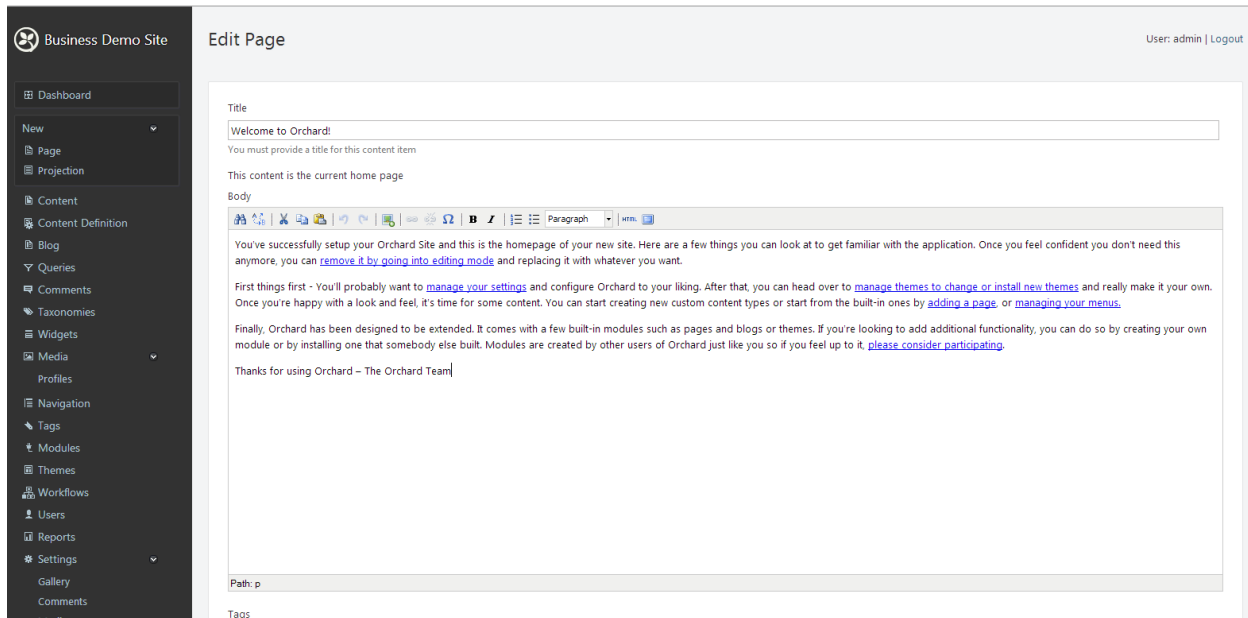 Business Demo Site
Edit Page
User: admin | Logout
Dashboard
New
Page
Projection
Content
Content Definition
Blog
Queries
Comments
Taxonomies
Widgets
Media
Profiles
Navigation
Tags
Modules
Themes
Workflows
Users
Reports
Settings
Gallery
Comments
Title
Welcome to Orchard!
You must provide a title for this content item
This content is the current home page
Body
Paragraph
HTML
You've successfully setup your Orchard Site and this is the homepage of your new site. Here are a few things you can look at to get familiar with the application. Once you feel confident you don't need this
anymore, you can remove it by going into editing mode and replacing it with whatever you want.
First things first - You'll probably want to manage your settings and configure Orchard to your liking. After that, you can head over to manage themes to change or install new themes and really make it your own.
Once you're happy with a look and feel, it's time for some content. You can start creating new custom content types or start from the built-in ones by adding a page, or managing your menus.
Finally, Orchard has been designed to be extended. It comes with a few built-in modules such as pages and blogs or themes. If you're looking to add additional functionality, you can do so by creating your own
module or by installing one that somebody else built. Modules are created by other users of Orchard just like you so if you feel up to it, please consider participating.
Thanks for using Orchard – The Orchard Team
Path: p
Tags